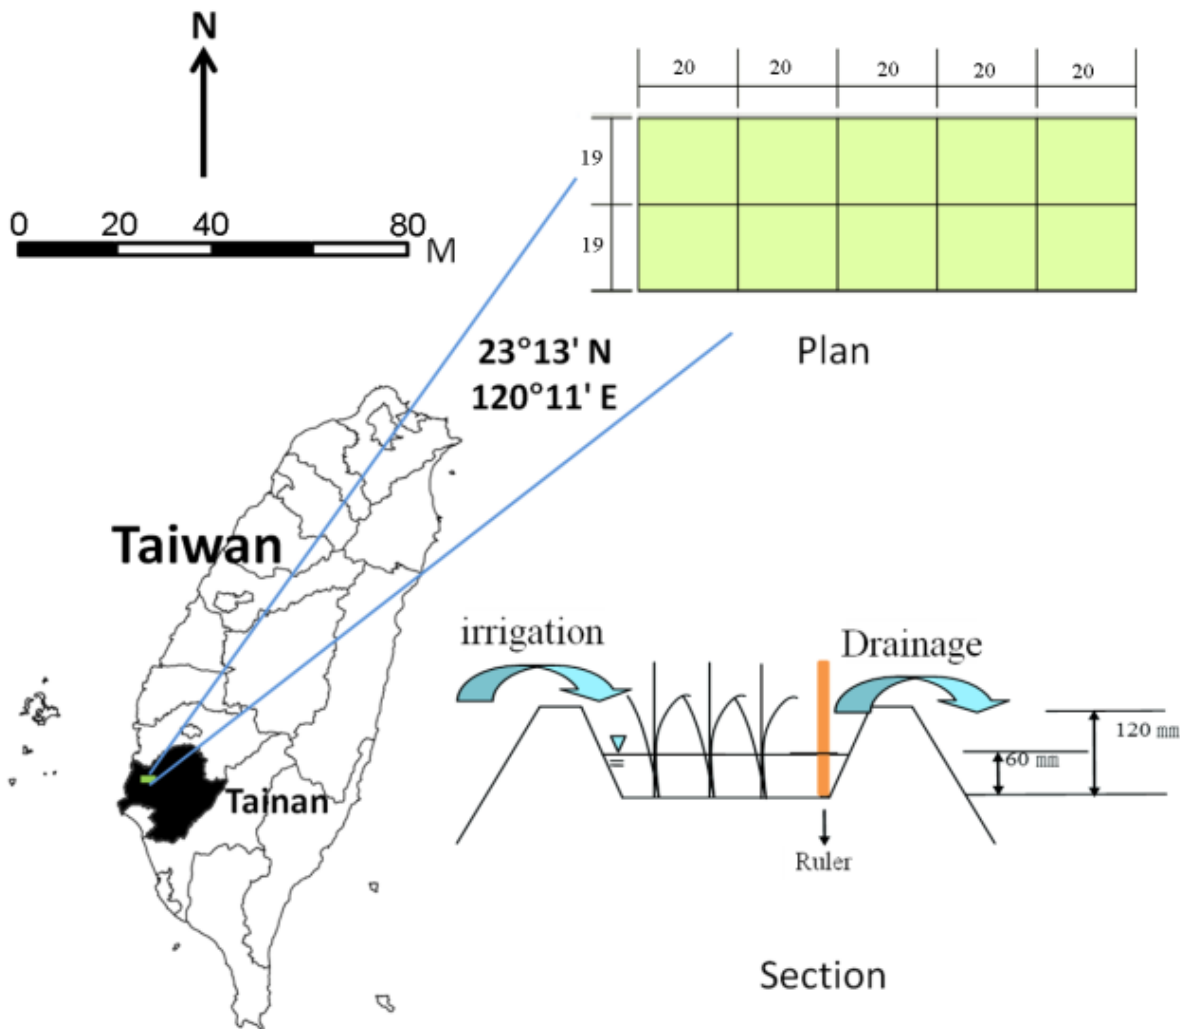 N
0 20 40 80
M
20 20 20 20 20
19
19
Plan
23°13' N
120°11' E
Taiwan
Tainan
irrigation
Drainage
120 mm
60 mm
Ruler
Section